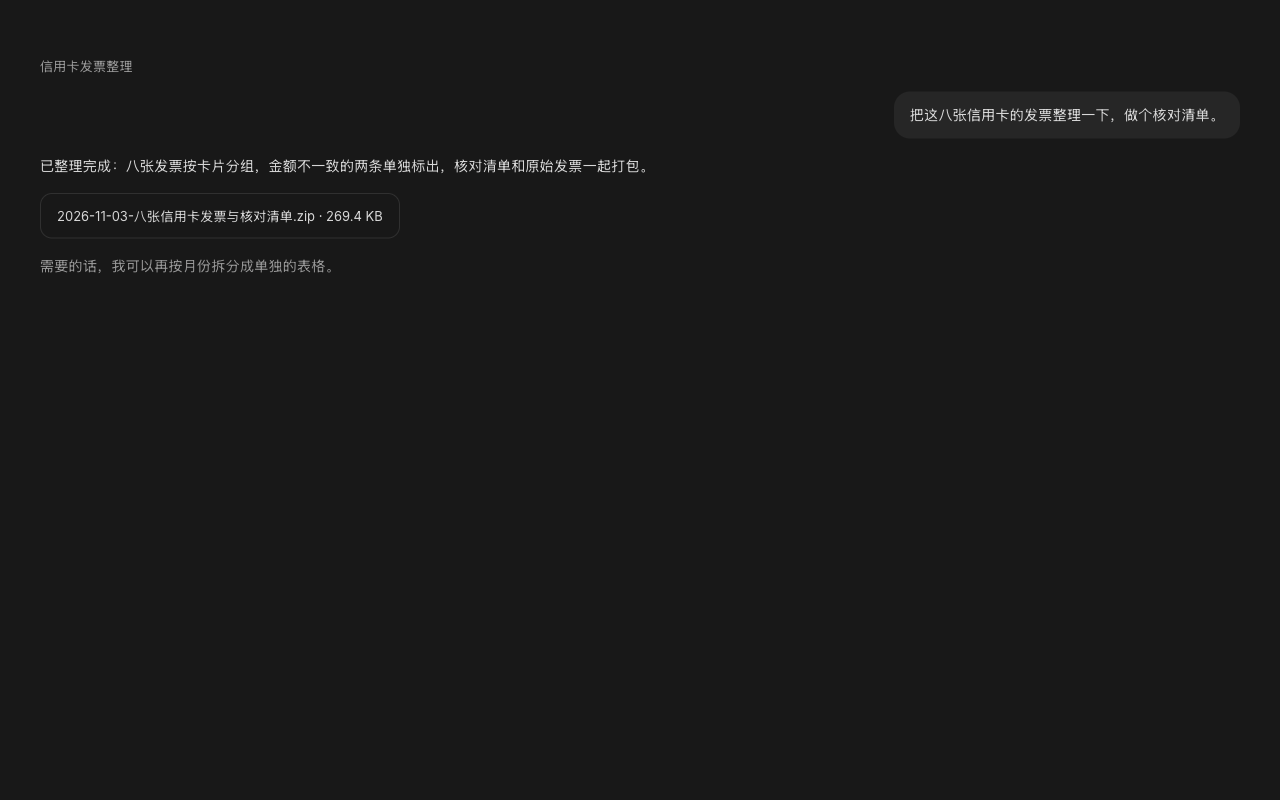 信用卡发票整理
把这八张信用卡的发票整理一下，做个核对清单。
已整理完成：八张发票按卡片分组，金额不一致的两条单独标出，核对清单和原始发票一起打包。
2026-11-03-八张信用卡发票与核对清单.zip · 269.4 KB
需要的话，我可以再按月份拆分成单独的表格。